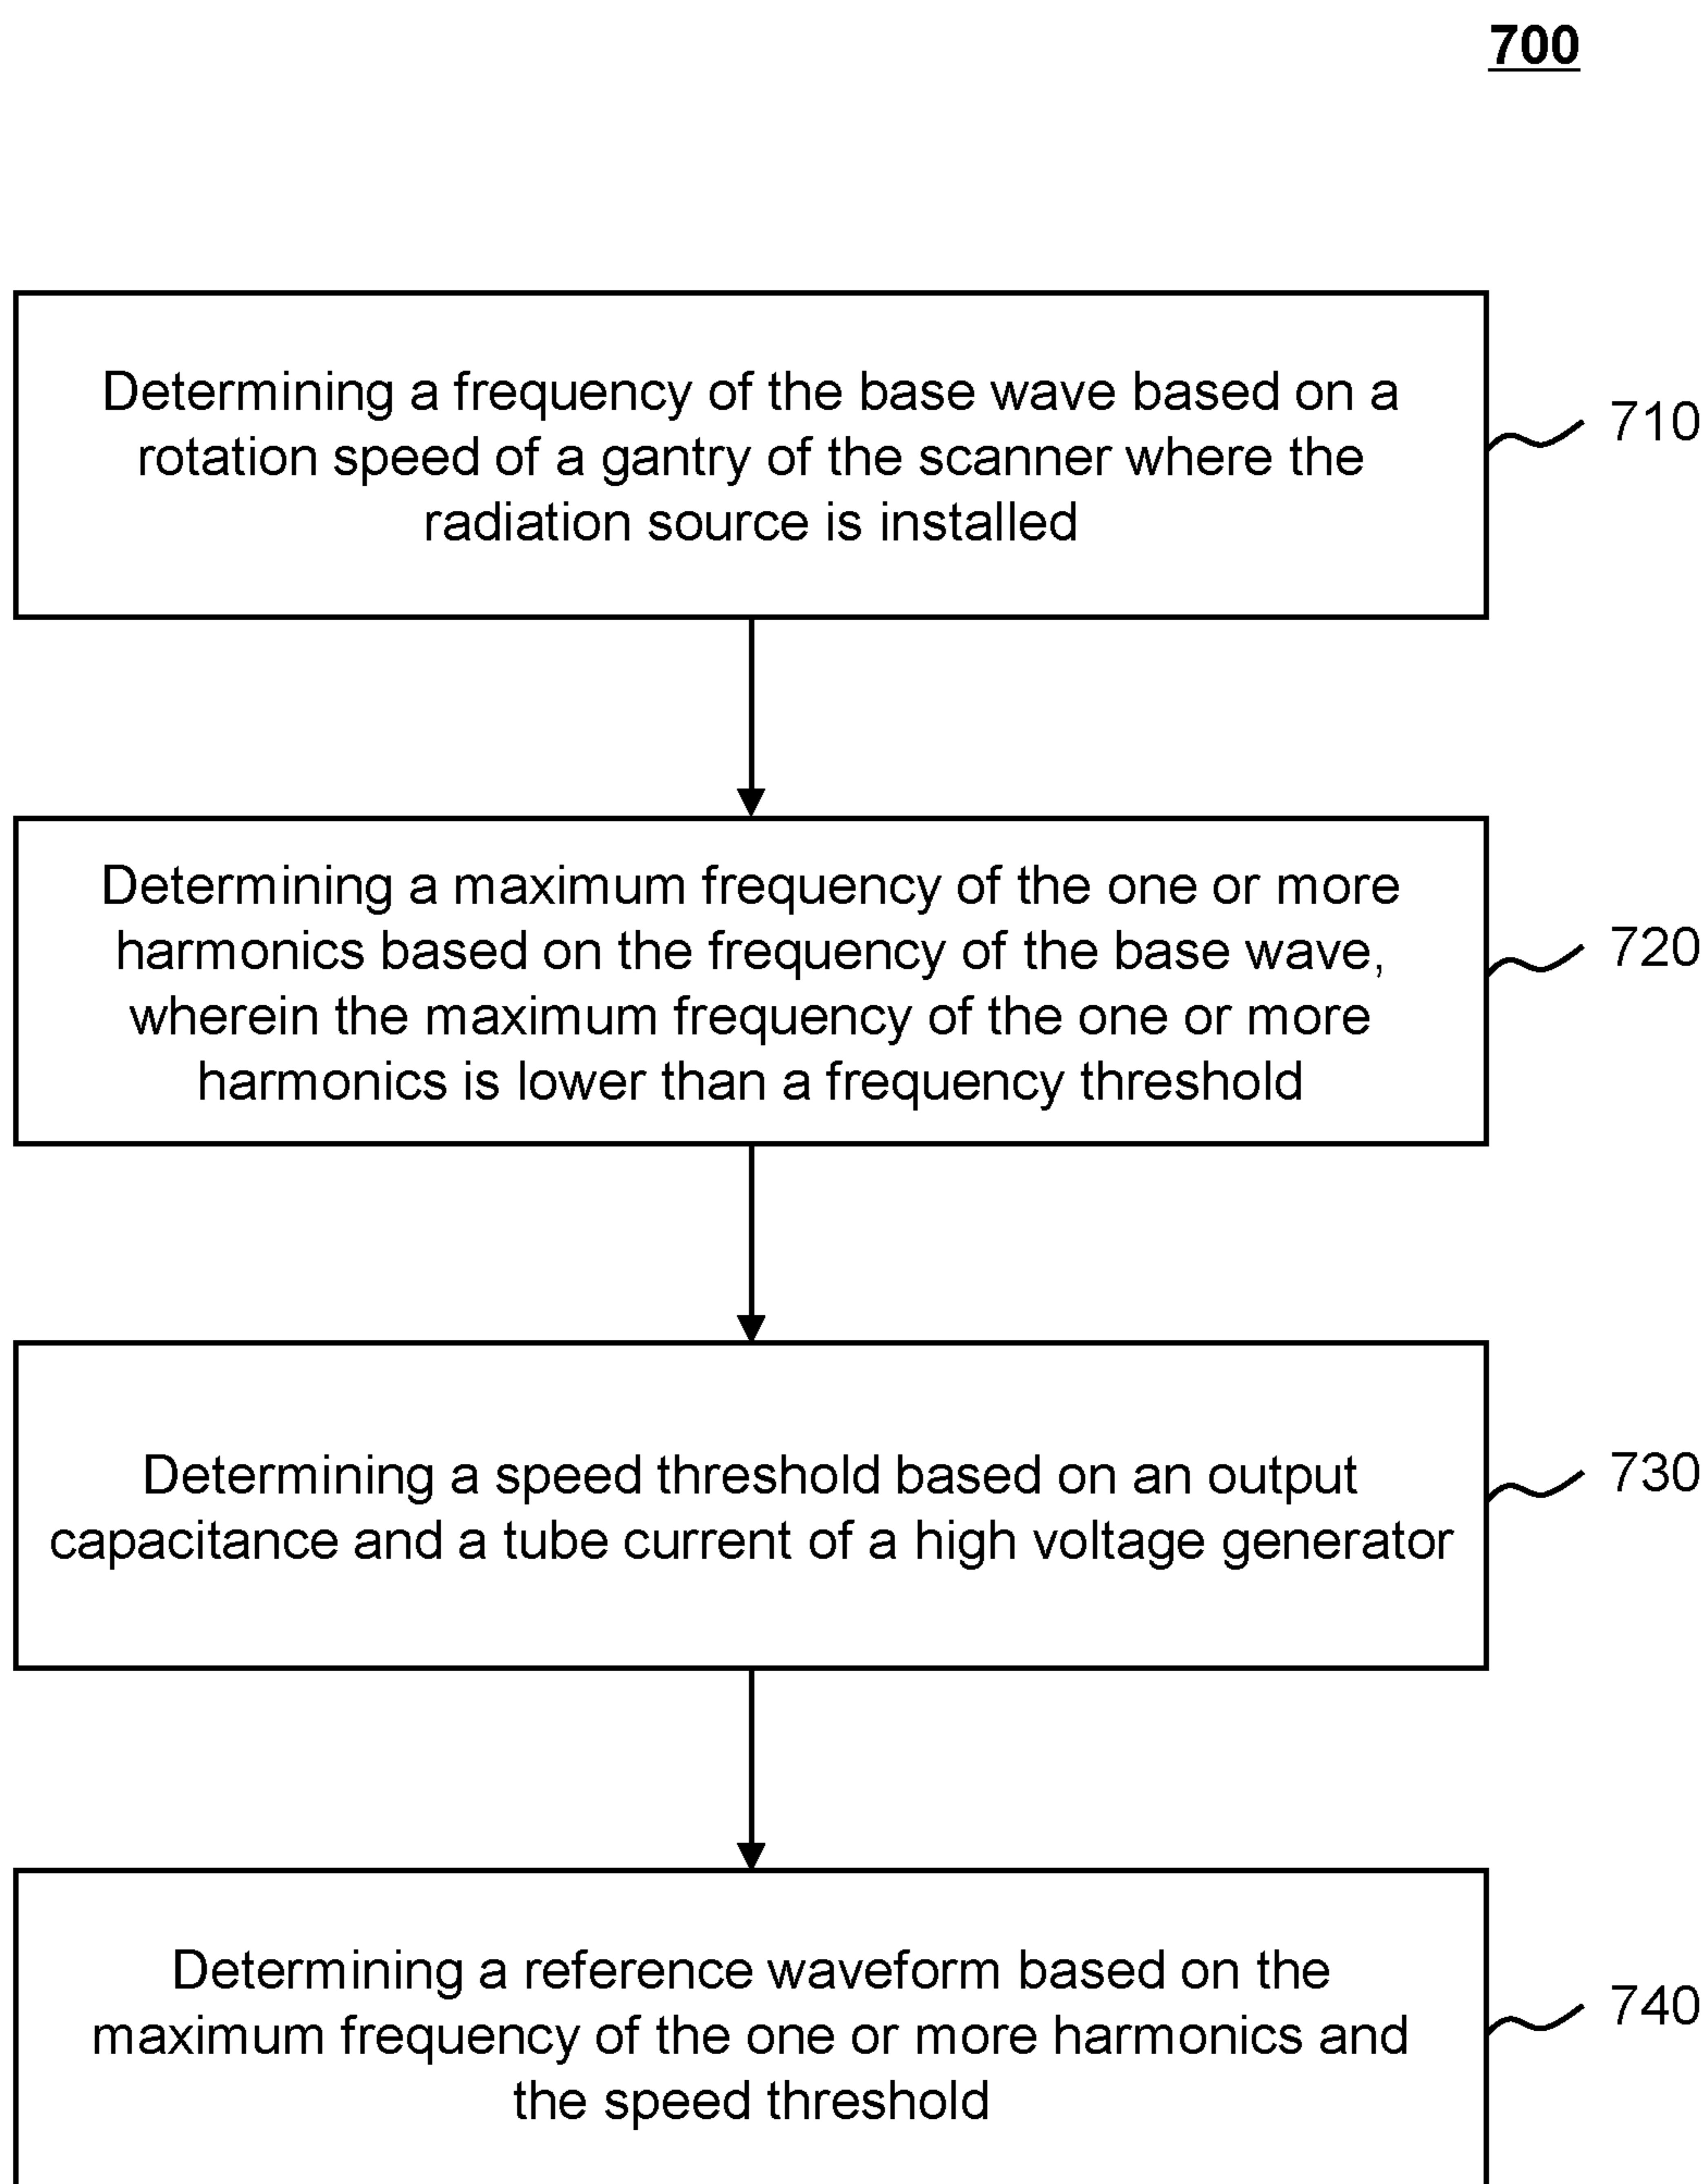 700
Determining a frequency of the base wave based on a
rotation speed of a gantry of the scanner where the
radiation source is installed
710
Determining a maximum frequency of the one or more
harmonics based on the frequency of the base wave,
wherein the maximum frequency of the one or more
harmonics is lower than a frequency threshold
720
Determining a speed threshold based on an output
capacitance and a tube current of a high voltage generator
730
Determining a reference waveform based on the
maximum frequency of the one or more harmonics and
the speed threshold
740